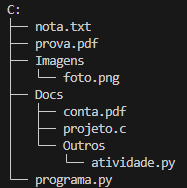 C:
├── nota.txt
├── prova.pdf
├── Imagens
│   └── foto.png
├── Docs
│   ├── conta.pdf
│   ├── projeto.c
│   └── Outros
│       └── atividade.py
└── programa.py